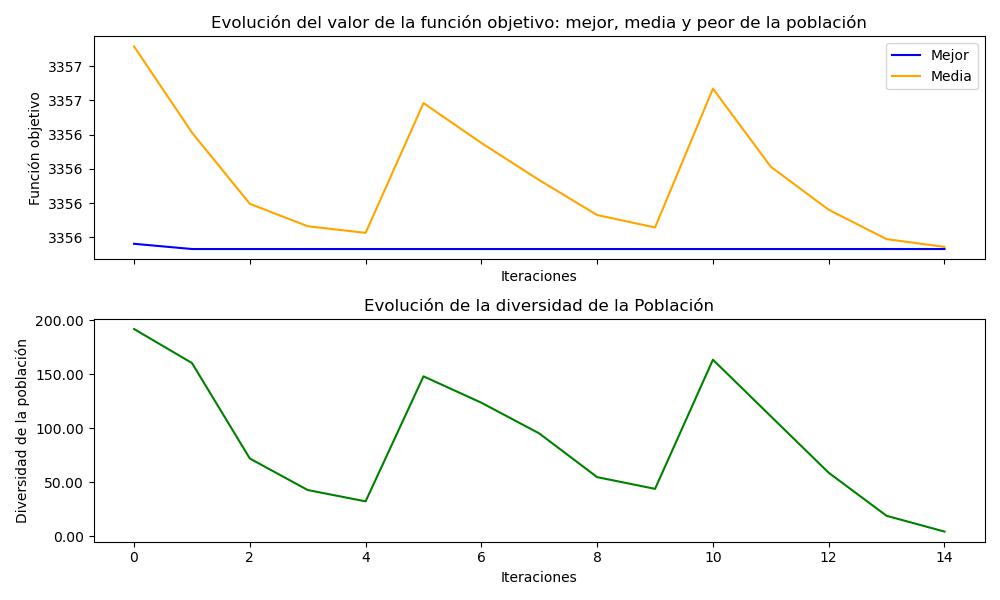 Evolución del valor de la función objetivo: mejor, media y peor de la población
Mejor
Media
3357
3357
3356
3356
3356
3356
Función objetivo
Iteraciones
Evolución de la diversidad de la Población
200.00
150.00
100.00
50.00
0.00
Diversidad de la población
0 2 4 6 8 10 12 14
Iteraciones